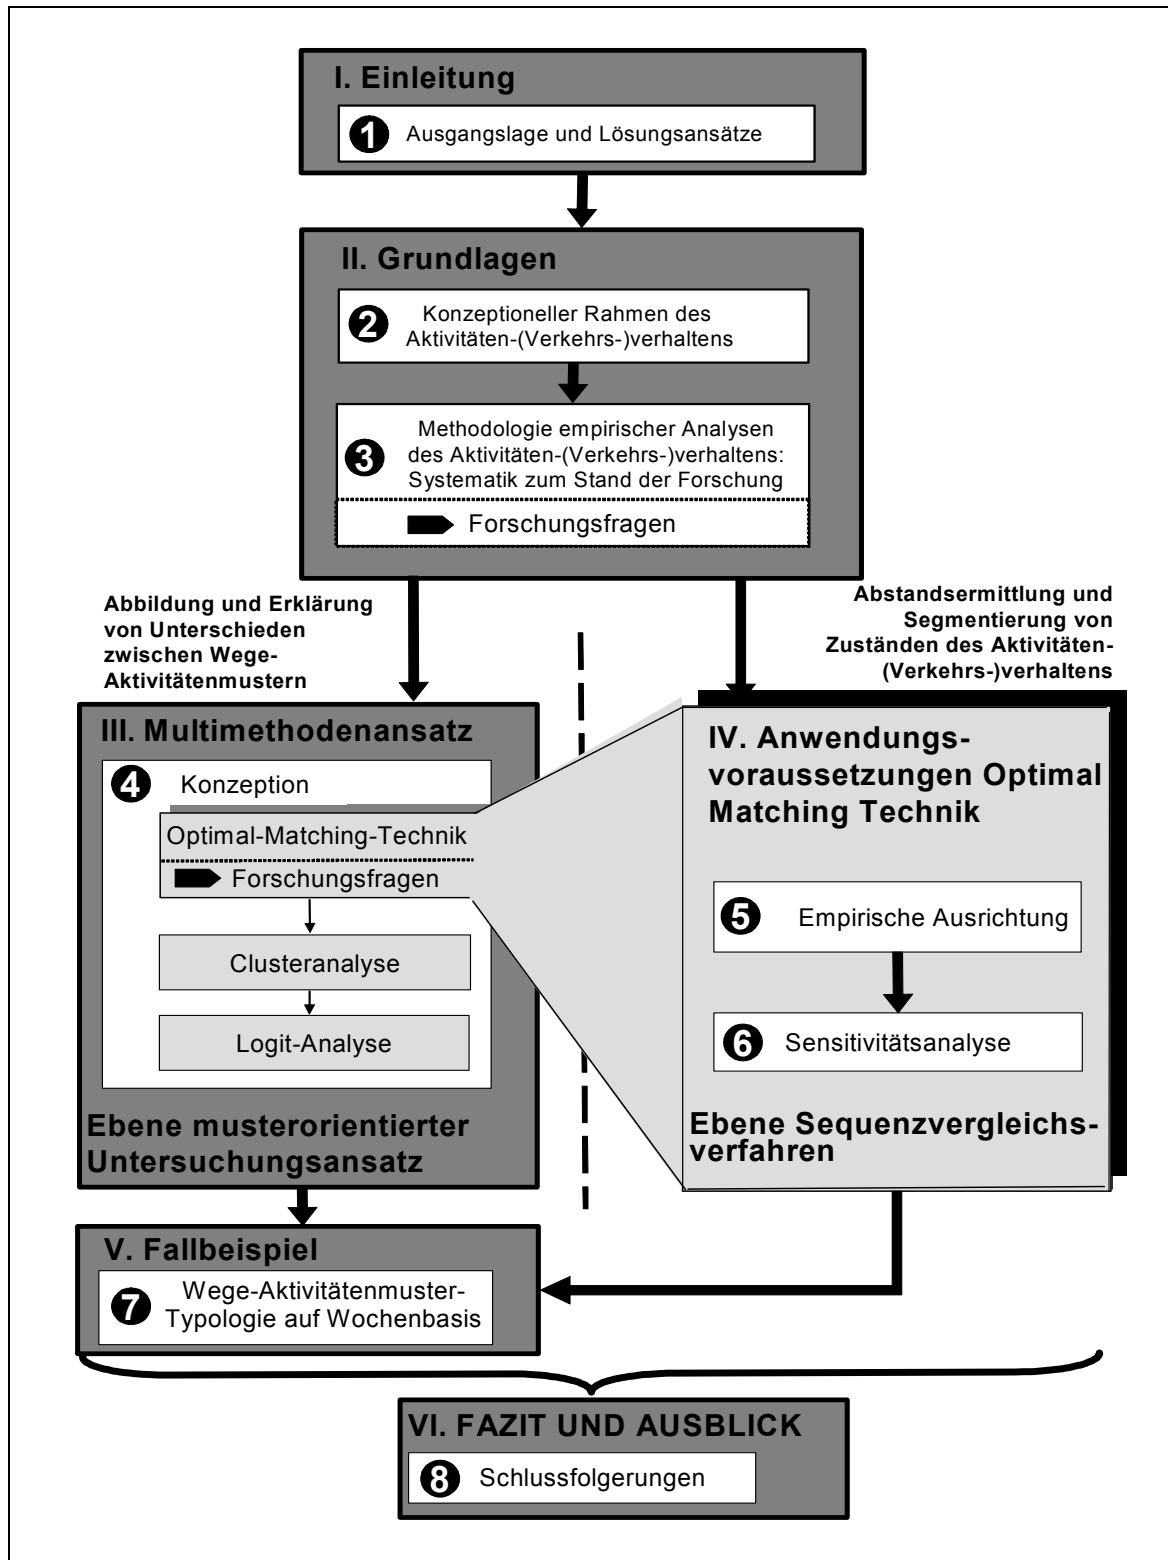 I. Einleitung
1 Ausgangslage und Lösungsansätze
II. Grundlagen
2 Konzeptioneller Rahmen des
Aktivitäten-(Verkehrs-)verhaltens
3 Methodologie empirischer Analysen
des Aktivitäten-(Verkehrs-)verhaltens:
Systematik zum Stand der Forschung
Forschungsfragen
Abbildung und Erklärung
von Unterschieden
zwischen Wege-
Aktivitätenmustern
Abstandsermittlung und
Segmentierung von
Zuständen des Aktivitäten-
(Verkehrs-)verhaltens
III. Multimethodenansatz
4 Konzeption
Optimal-Matching-Technik
Forschungsfragen
Clusteranalyse
Logit-Analyse
Ebene musterorientierter
Untersuchungsansatz
IV. Anwendungs-
voraussetzungen Optimal
Matching Technik
5 Empirische Ausrichtung
6 Sensitivitätsanalyse
Ebene Sequenzvergleichs-
verfahren
V. Fallbeispiel
7 Wege-Aktivitätenmuster-
Typologie auf Wochenbasis
VI. FAZIT UND AUSBLICK
8 Schlussfolgerungen